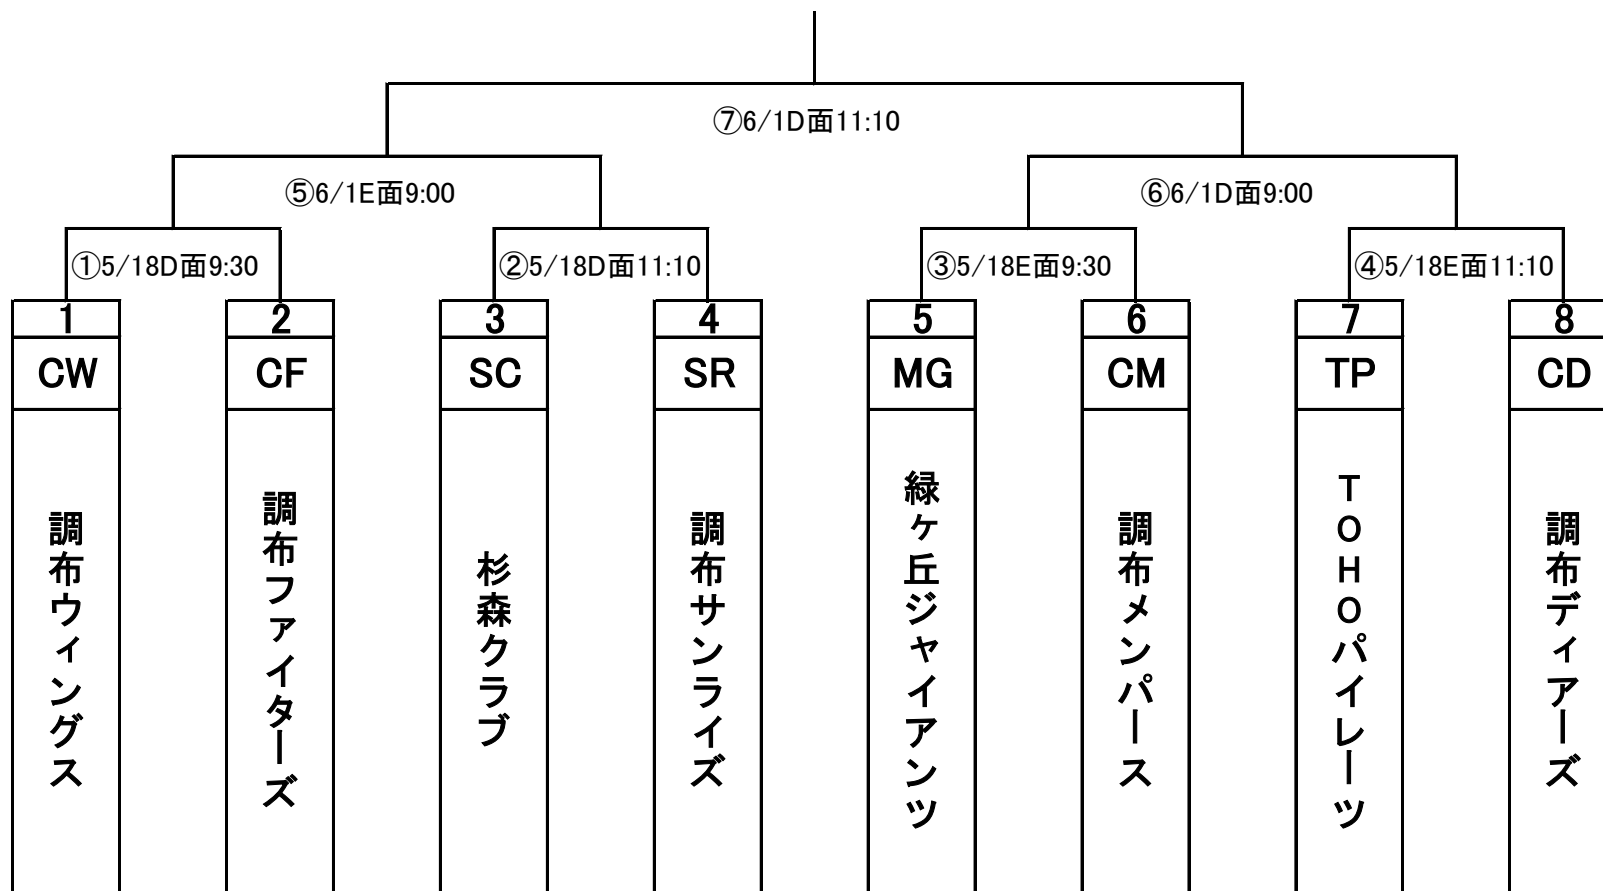 ⑦6/1D面11:10
⑤6/1E面9:00
⑥6/1D面9:00
①5/18D面9:30
②5/18D面11:10
③5/18E面9:30
④5/18E面11:10
1
2
3
4
5
6
7
8
CW
CF
SC
SR
MG
CM
TP
CD
調布ウィングス
調布ファイターズ
杉森クラブ
調布サンライズ
緑ヶ丘ジャイアンツ
調布メンパース
TOHOパイレーツ
調布ディアーズ